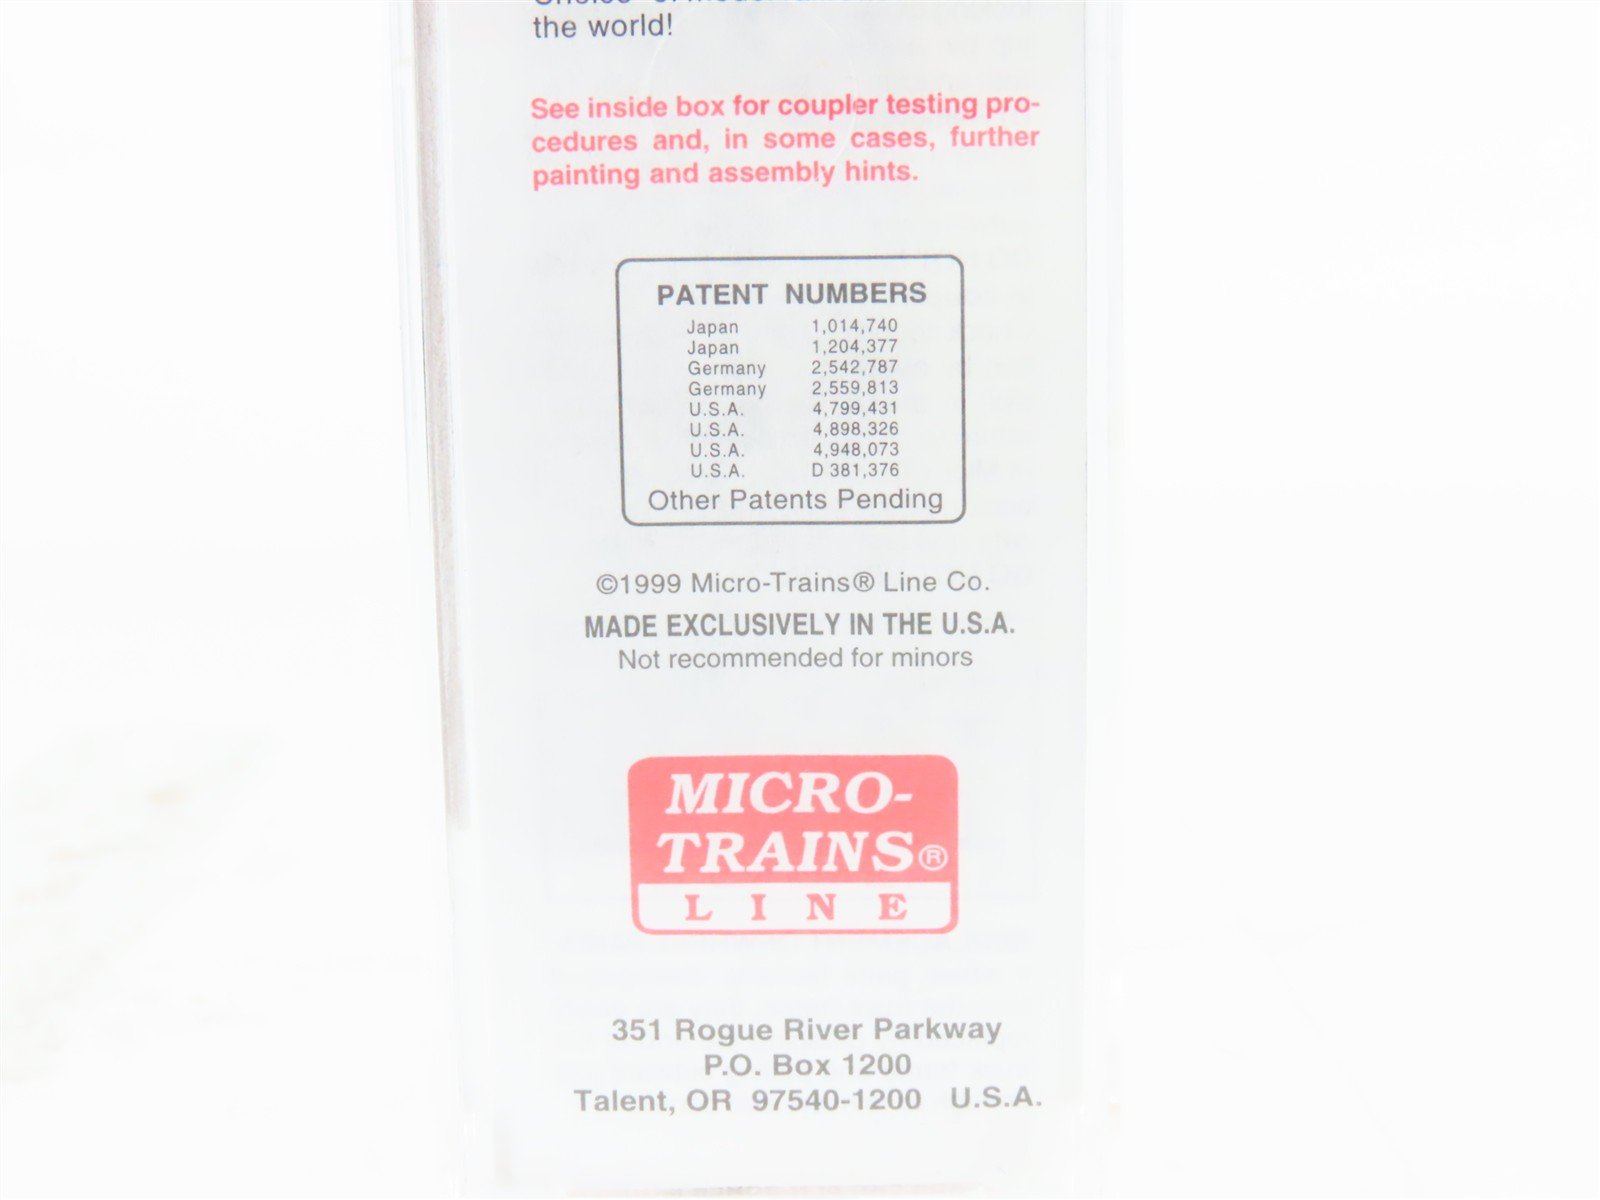 the world!
See inside box for coupler testing pro-
cedures and, in some cases, further
painting and assembly hints.
PATENT NUMBERS
Japan 1,014,740
Japan 1,204,377
Germany 2,542,787
Germany 2,559,813
U.S.A. 4,799,431
U.S.A. 4,898,326
U.S.A. 4,948,073
U.S.A. D 381,376
Other Patents Pending
©1999 Micro-Trains® Line Co.
MADE EXCLUSIVELY IN THE U.S.A.
Not recommended for minors
MICRO-
TRAINS®
LINE
351 Rogue River Parkway
P.O. Box 1200
Talent, OR 97540-1200 U.S.A.